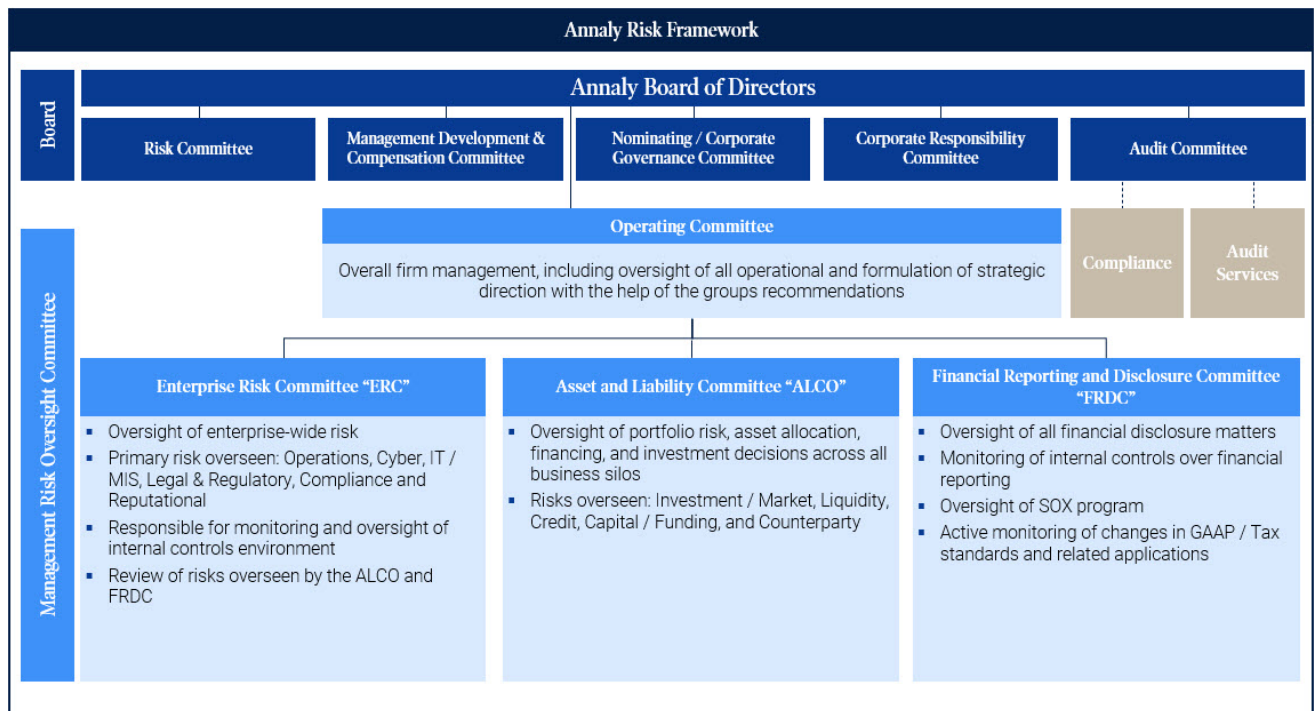 Annaly Risk Framework
Board
Annaly Board of Directors
Risk Committee
Management Development &
Compensation Committee
Nominating / Corporate
Governance Committee
Corporate Responsibility
Committee
Audit Committee
Management Risk Oversight Committee
Operating Committee
Overall firm management, including oversight of all operational and formulation of strategic
direction with the help of the groups recommendations
Compliance
Audit
Services
Enterprise Risk Committee “ERC”
▪ Oversight of enterprise-wide risk
▪ Primary risk overseen: Operations, Cyber, IT /
MIS, Legal & Regulatory, Compliance and
Reputational
▪ Responsible for monitoring and oversight of
internal controls environment
▪ Review of risks overseen by the ALCO and
FRDC
Asset and Liability Committee “ALCO”
▪ Oversight of portfolio risk, asset allocation,
financing, and investment decisions across all
business silos
▪ Risks overseen: Investment / Market, Liquidity,
Credit, Capital / Funding, and Counterparty
Financial Reporting and Disclosure Committee
“FRDC”
▪ Oversight of all financial disclosure matters
▪ Monitoring of internal controls over financial
reporting
▪ Oversight of SOX program
▪ Active monitoring of changes in GAAP / Tax
standards and related applications